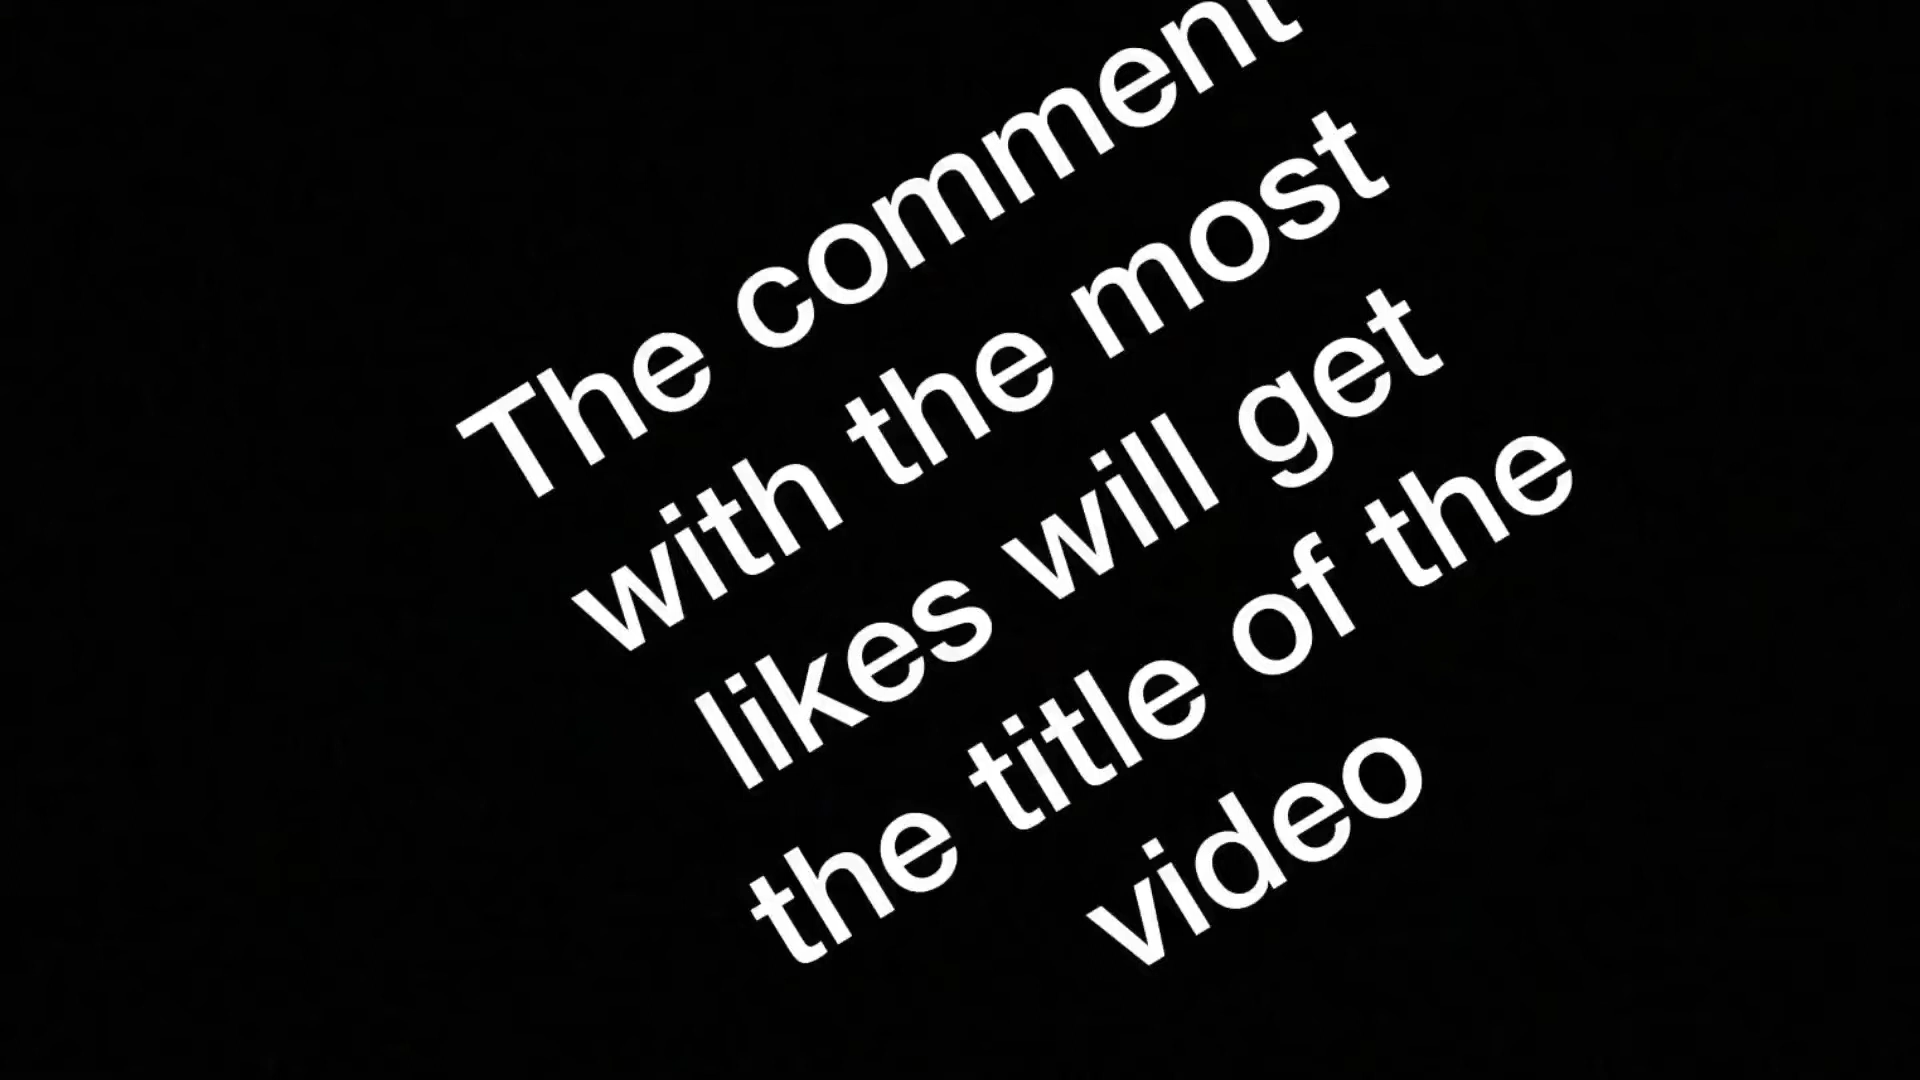 The comment
with the most
likes will get
the title of the
video